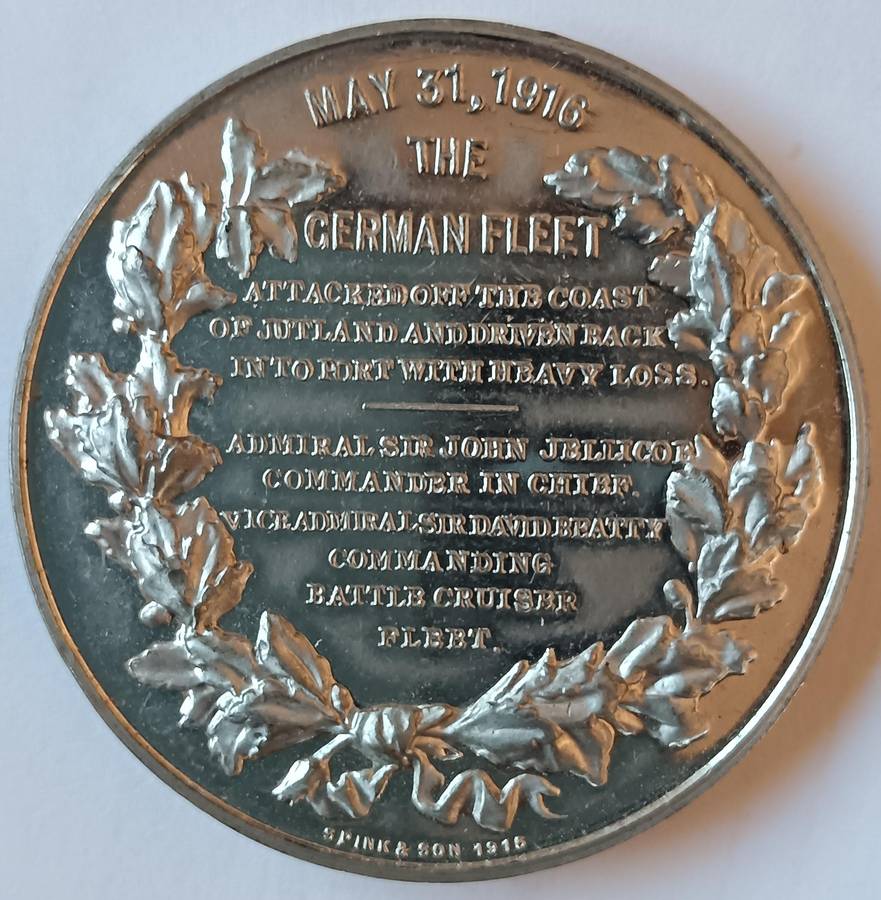 MAY 31, 1916
THE
GERMAN FLEET
ATTACKED OFF THE COAST
OF JUTLAND AND DRIVEN BACK
INTO PORT WITH HEAVY LOSS.
ADMIRAL SIR JOHN JELLICOE
COMMANDER IN CHIEF.
VICE ADMIRAL SIR DAVID BEATTY
COMMANDING
BATTLE CRUISER
FLEET.
SPINK & SON 1916